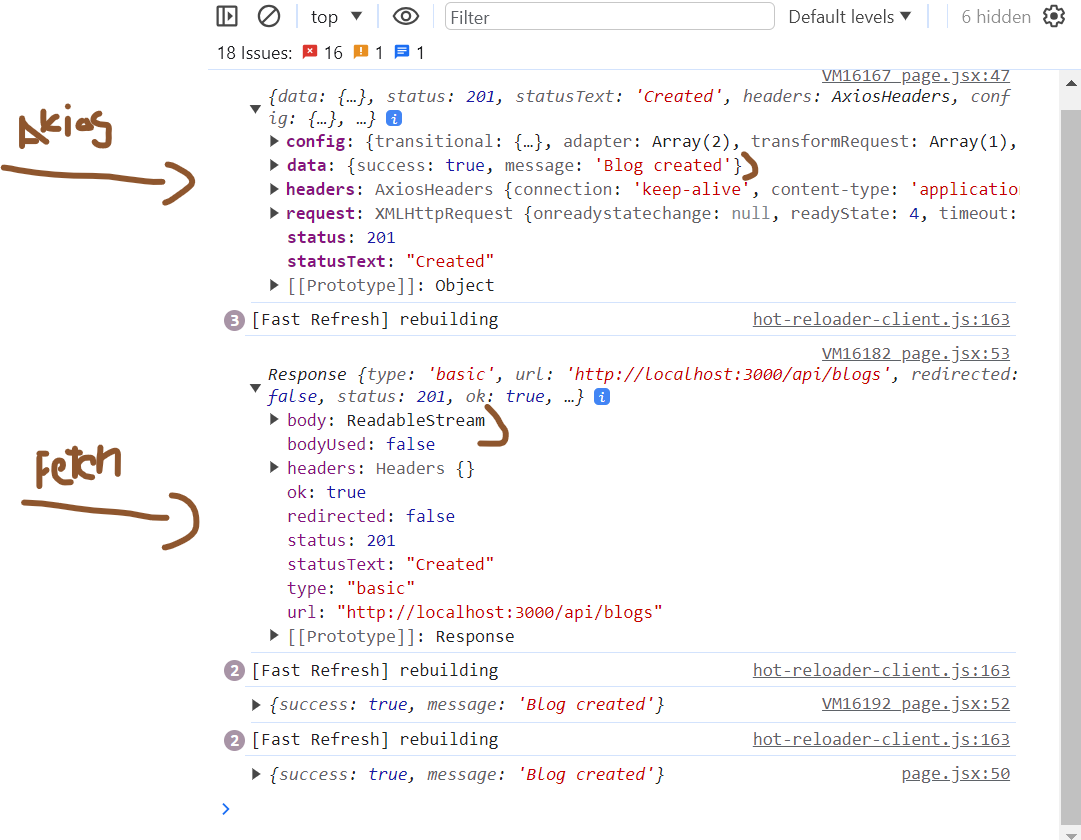 top Filter Default levels 6 hidden
18 Issues: 16 1 1
VM16167 page.jsx:47
{data: {…}, status: 201, statusText: 'Created', headers: AxiosHeaders, conf
ig: {…}, …} i
Axios
config: {transitional: {…}, adapter: Array(2), transformRequest: Array(1),
data: {success: true, message: 'Blog created'}
headers: AxiosHeaders {connection: 'keep-alive', content-type: 'applicatio
request: XMLHttpRequest {onreadystatechange: null, readyState: 4, timeout:
status: 201
statusText: "Created"
[[Prototype]]: Object
3 [Fast Refresh] rebuilding hot-reloader-client.js:163
VM16182 page.jsx:53
Response {type: 'basic', url: 'http://localhost:3000/api/blogs', redirected:
false, status: 201, ok: true, …} i
body: ReadableStream
bodyUsed: false
Fetch
headers: Headers {}
ok: true
redirected: false
status: 201
statusText: "Created"
type: "basic"
url: "http://localhost:3000/api/blogs"
[[Prototype]]: Response
2 [Fast Refresh] rebuilding hot-reloader-client.js:163
{success: true, message: 'Blog created'} VM16192 page.jsx:52
2 [Fast Refresh] rebuilding hot-reloader-client.js:163
{success: true, message: 'Blog created'} page.jsx:50